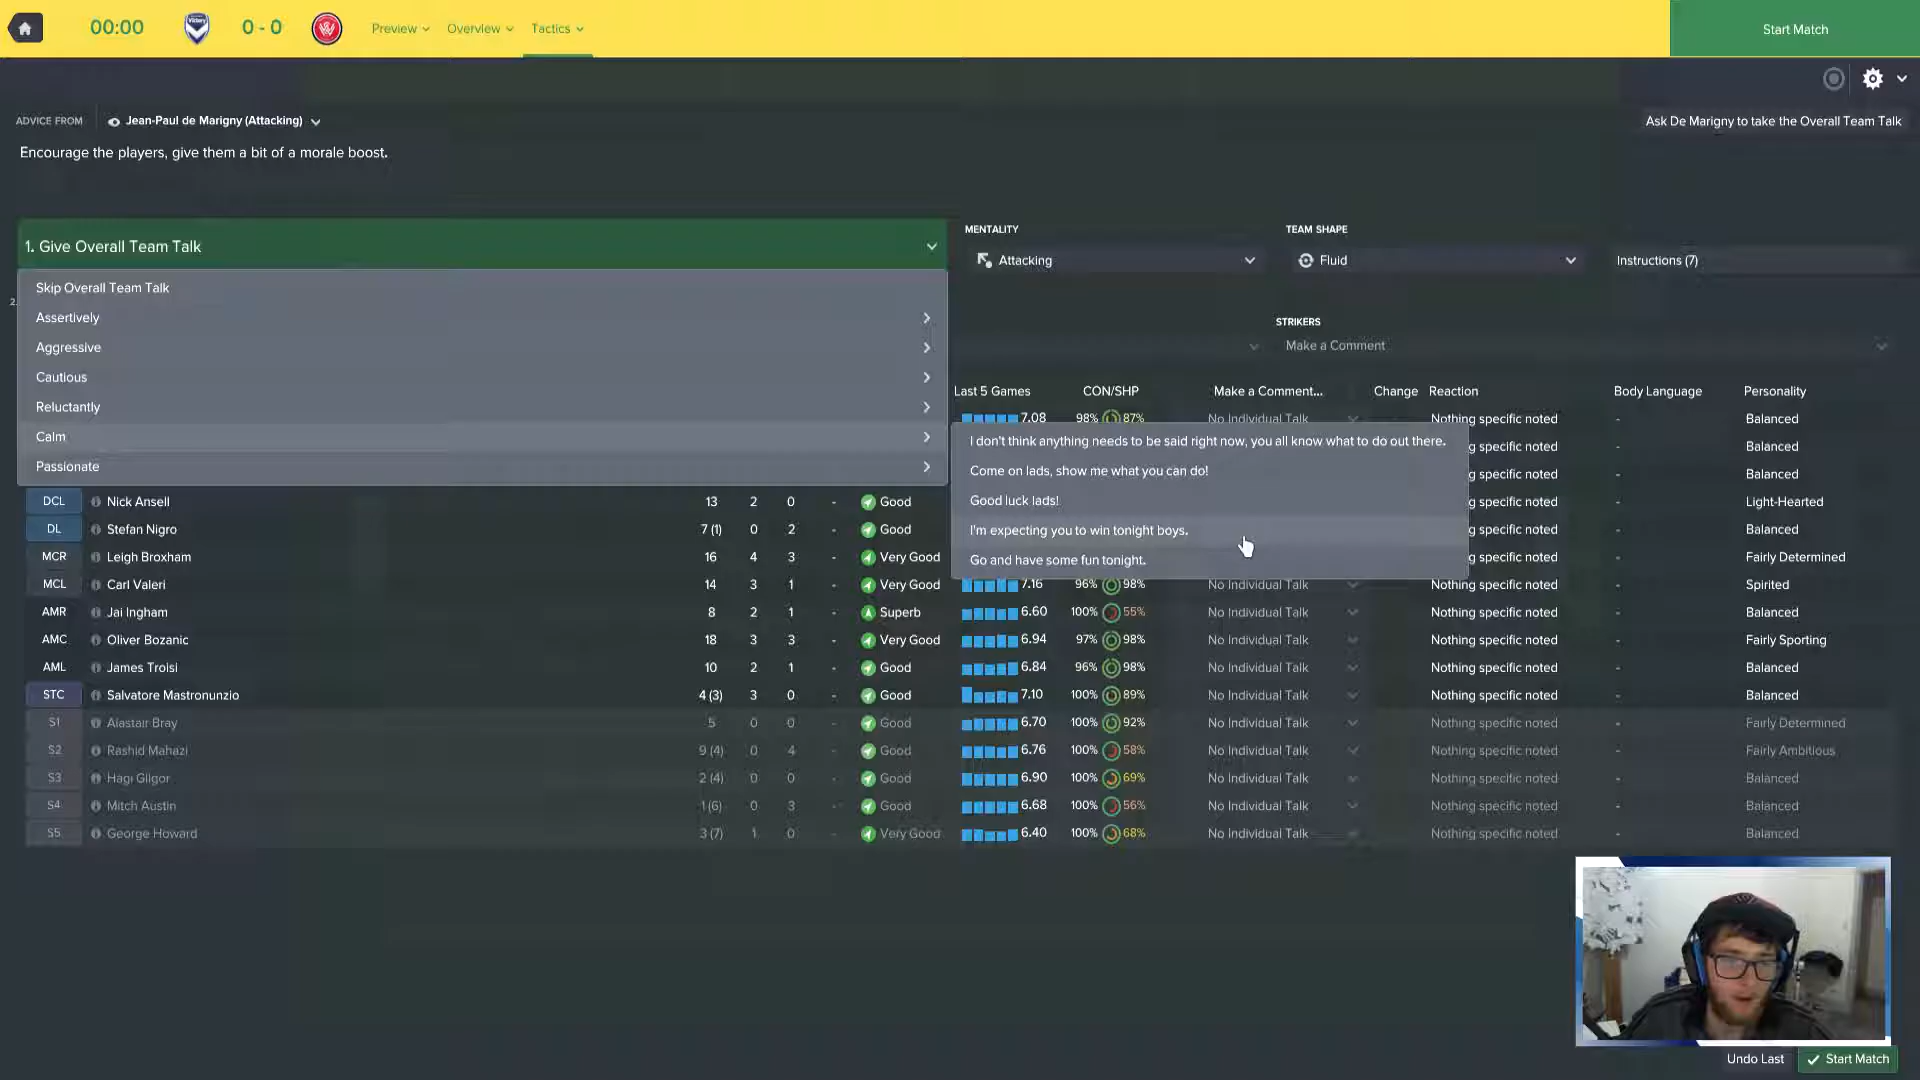 00:00 0 - 0 Preview Overview Tactics Start Match
ADVICE FROM Jean-Paul de Marigny (Attacking) Ask De Marigny to take the Overall Team Talk
Encourage the players, give them a bit of a morale boost.
MENTALITY TEAM SHAPE
1. Give Overall Team Talk Attacking Fluid Instructions (7)
Skip Overall Team Talk
2.
Assertively
STRIKERS
Aggressive Make a Comment
Cautious
Last 5 Games CON/SHP Make a Comment... Change Reaction Body Language Personality
Reluctantly
7.08 98% 87% No Individual Talk Nothing specific noted - Balanced
Calm I don't think anything needs to be said right now, you all know what to do out there.
g specific noted - Balanced
Passionate Come on lads, show me what you can do!
g specific noted - Balanced
DCL Nick Ansell 13 2 0 - Good Good luck lads! g specific noted - Light-Hearted
DL Stefan Nigro 7 (1) 0 2 - Good I'm expecting you to win tonight boys. g specific noted - Balanced
MCR Leigh Broxham 16 4 3 - Very Good Go and have some fun tonight. g specific noted - Fairly Determined
MCL Carl Valeri 14 3 1 - Very Good 7.16 96% 98% No Individual Talk Nothing specific noted - Spirited
AMR Jai Ingham 8 2 1 - Superb 6.60 100% 55% No Individual Talk Nothing specific noted - Balanced
AMC Oliver Bozanic 18 3 3 - Very Good 6.94 97% 98% No Individual Talk Nothing specific noted - Fairly Sporting
AML James Troisi 10 2 1 - Good 6.84 96% 98% No Individual Talk Nothing specific noted - Balanced
STC Salvatore Mastronunzio 4 (3) 3 0 - Good 7.10 100% 89% No Individual Talk Nothing specific noted - Balanced
S1 Alastair Bray 5 0 0 - Good 6.70 100% 92% No Individual Talk Nothing specific noted - Fairly Determined
S2 Rashid Mahazi 9 (4) 0 4 - Good 6.76 100% 58% No Individual Talk Nothing specific noted - Fairly Ambitious
S3 Hagi Gligor 2 (4) 0 0 - Good 6.90 100% 69% No Individual Talk Nothing specific noted - Balanced
S4 Mitch Austin -1 (6) 0 3 - Good 6.68 100% 56% No Individual Talk Nothing specific noted - Balanced
S5 George Howard 3 (7) 1 0 - Very Good 6.40 100% 68% No Individual Talk Nothing specific noted - Balanced
Undo Last Start Match